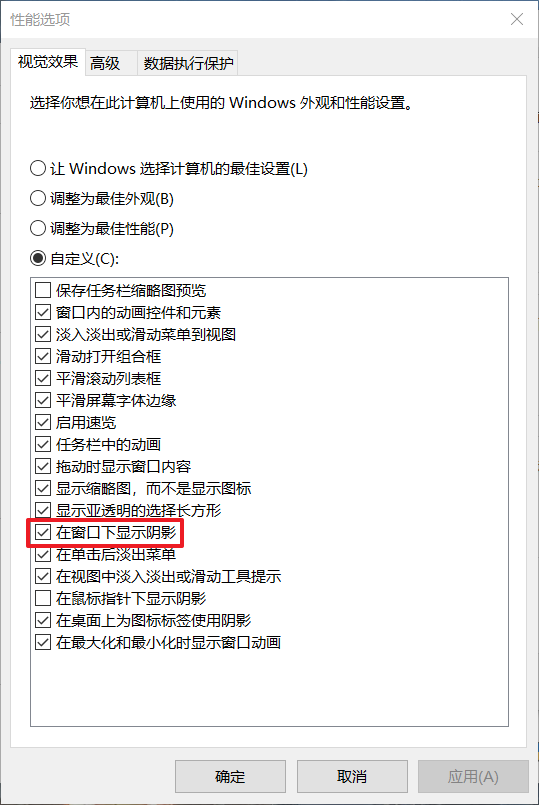 性能选项
视觉效果 高级 数据执行保护
选择你想在此计算机上使用的 Windows 外观和性能设置。
让 Windows 选择计算机的最佳设置(L)
调整为最佳外观(B)
调整为最佳性能(P)
自定义(C):
保存任务栏缩略图预览
窗口内的动画控件和元素
淡入淡出或滑动菜单到视图
滑动打开组合框
平滑滚动列表框
平滑屏幕字体边缘
启用速览
任务栏中的动画
拖动时显示窗口内容
显示缩略图，而不是显示图标
显示亚透明的选择长方形
在窗口下显示阴影
在单击后淡出菜单
在视图中淡入淡出或滑动工具提示
在鼠标指针下显示阴影
在桌面上为图标标签使用阴影
在最大化和最小化时显示窗口动画
确定 取消 应用(A)